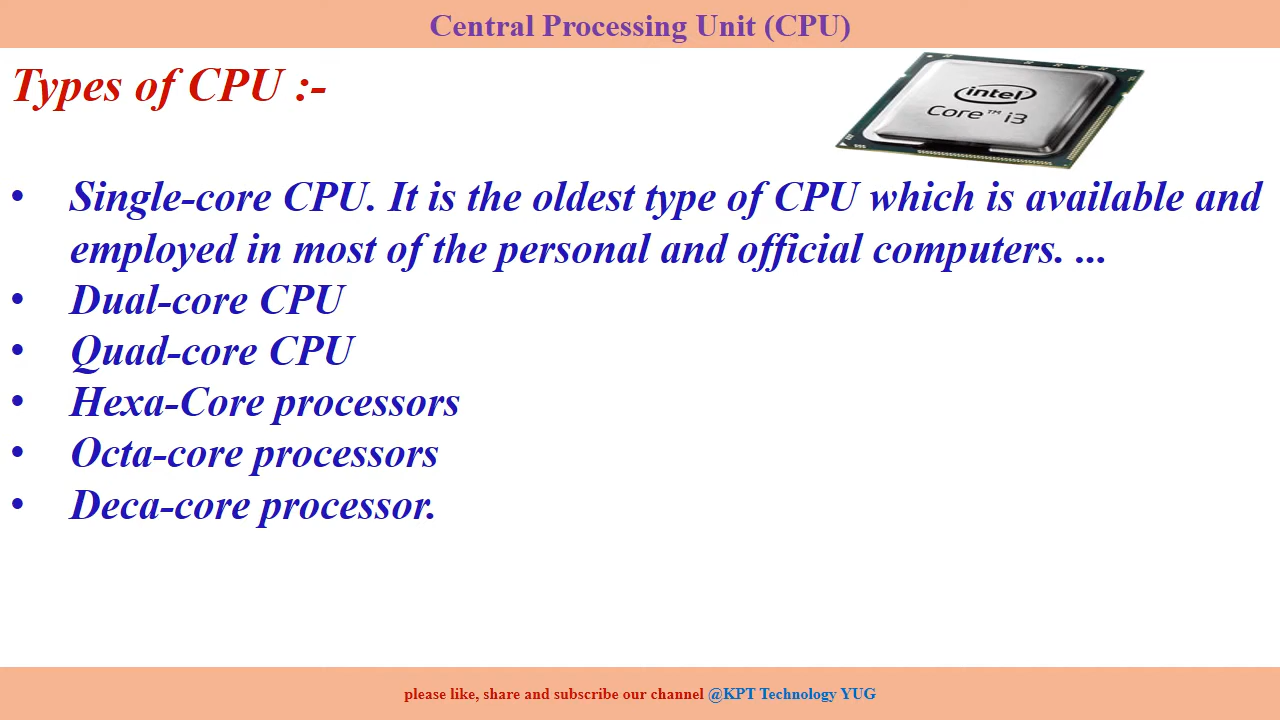 Central Processing Unit (CPU)
Types of CPU :-
intel
Core™ i3
• Single-core CPU. It is the oldest type of CPU which is available and
employed in most of the personal and official computers. ...
• Dual-core CPU
• Quad-core CPU
• Hexa-Core processors
• Octa-core processors
• Deca-core processor.
please like, share and subscribe our channel @KPT Technology YUG